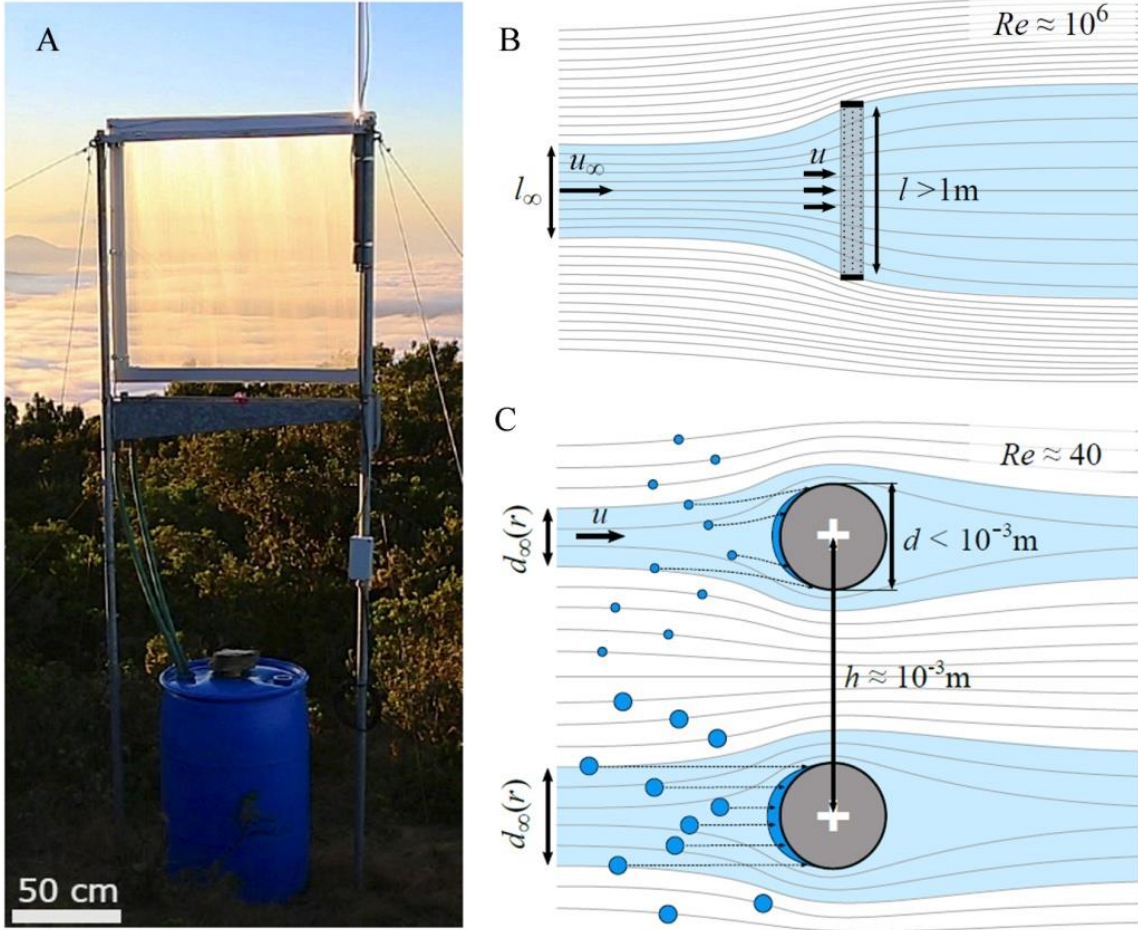 A
50 cm
B
Re ≈ 10⁶
u∞
l∞
u
l > 1m
C
Re ≈ 40
d∞(r)
u
d < 10⁻³m
h ≈ 10⁻³m
d∞(r)